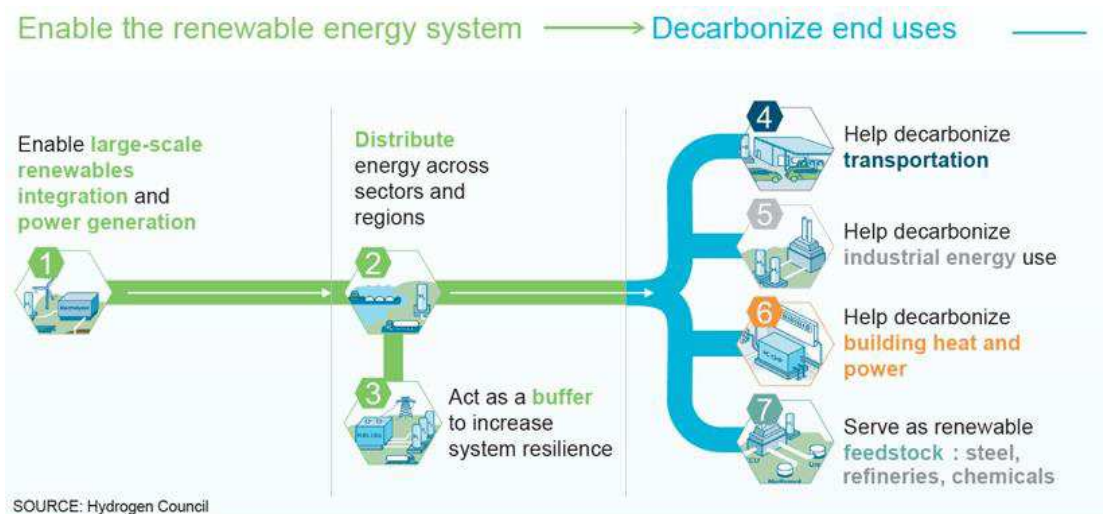 Enable the renewable energy system
Decarbonize end uses
Enable large-scale
renewables
integration and
power generation
1
Distribute
energy across
sectors and
regions
2
3
Act as a buffer
to increase
system resilience
4
Help decarbonize
transportation
5
Help decarbonize
industrial energy use
6
Help decarbonize
building heat and
power
7
Serve as renewable
feedstock : steel,
refineries, chemicals
SOURCE: Hydrogen Council